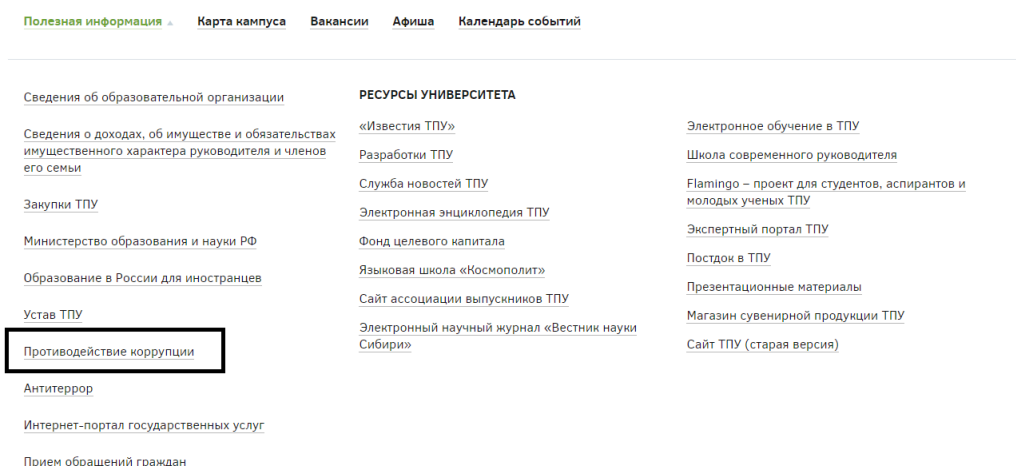 Полезная информация
Карта кампуса
Вакансии
Афиша
Календарь событий
Сведения об образовательной организации
Сведения о доходах, об имуществе и обязательствах
имущественного характера руководителя и членов
его семьи
Закупки ТПУ
Министерство образования и науки РФ
Образование в России для иностранцев
Устав ТПУ
Противодействие коррупции
Антитеррор
Интернет-портал государственных услуг
Прием обращений граждан
РЕСУРСЫ УНИВЕРСИТЕТА
«Известия ТПУ»
Разработки ТПУ
Служба новостей ТПУ
Электронная энциклопедия ТПУ
Фонд целевого капитала
Языковая школа «Космополит»
Сайт ассоциации выпускников ТПУ
Электронный научный журнал «Вестник науки
Сибири»
Электронное обучение в ТПУ
Школа современного руководителя
Flamingo – проект для студентов, аспирантов и
молодых ученых ТПУ
Экспертный портал ТПУ
Постдок в ТПУ
Презентационные материалы
Магазин сувенирной продукции ТПУ
Сайт ТПУ (старая версия)